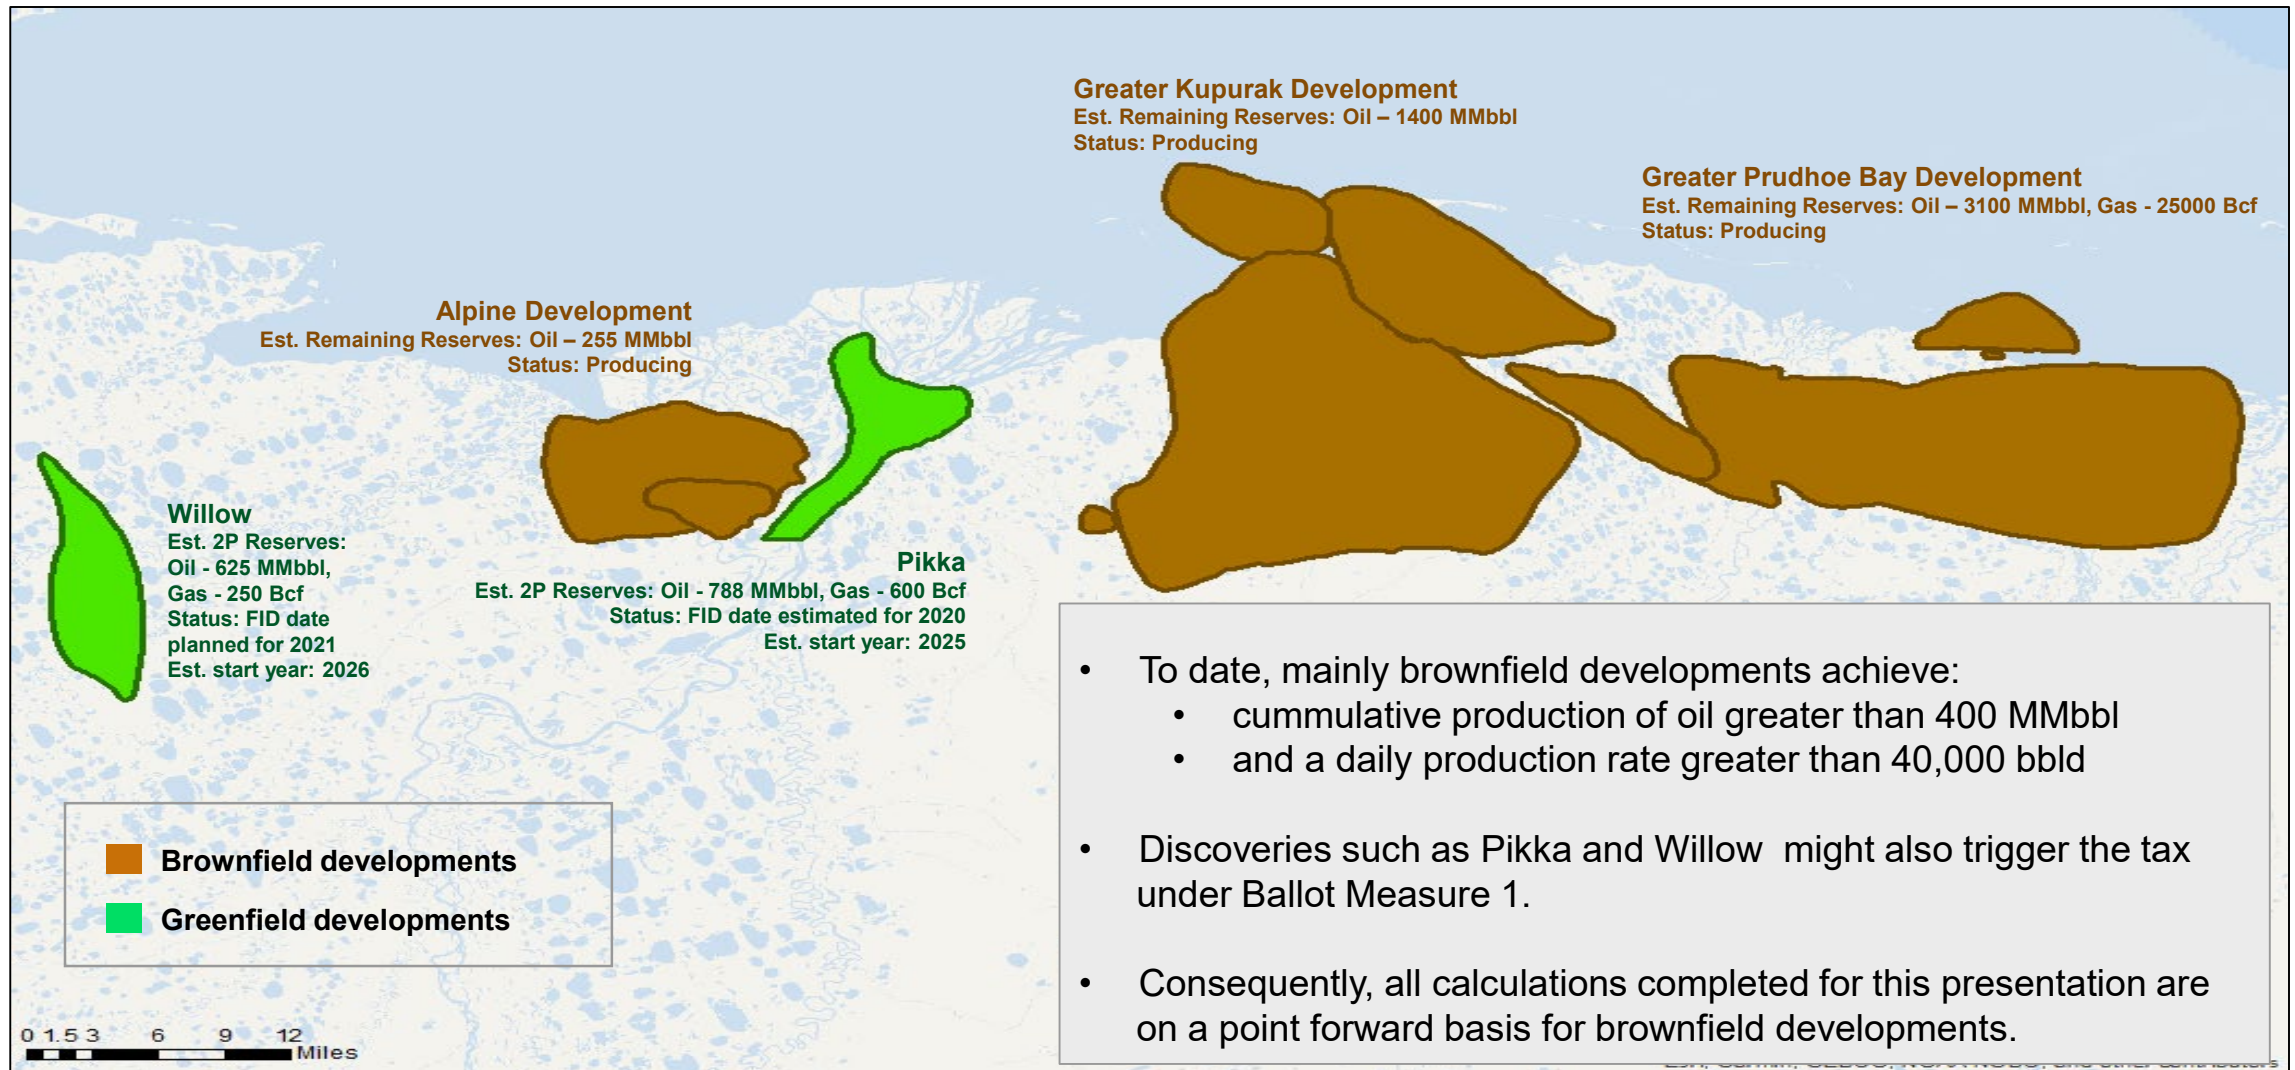 Greater Kupurak Development
Est. Remaining Reserves: Oil – 1400 MMbbl
Status: Producing
Greater Prudhoe Bay Development
Est. Remaining Reserves: Oil – 3100 MMbbl, Gas - 25000 Bcf
Status: Producing
Alpine Development
Est. Remaining Reserves: Oil – 255 MMbbl
Status: Producing
Willow
Est. 2P Reserves:
Oil - 625 MMbbl,
Gas - 250 Bcf
Status: FID date
planned for 2021
Est. start year: 2026
Pikka
Est. 2P Reserves: Oil - 788 MMbbl, Gas - 600 Bcf
Status: FID date estimated for 2020
Est. start year: 2025
• To date, mainly brownfield developments achieve:
• cummulative production of oil greater than 400 MMbbl
• and a daily production rate greater than 40,000 bbld
• Discoveries such as Pikka and Willow might also trigger the tax
under Ballot Measure 1.
• Consequently, all calculations completed for this presentation are
on a point forward basis for brownfield developments.
Brownfield developments
Greenfield developments
0 1.5 3 6 9 12
Miles